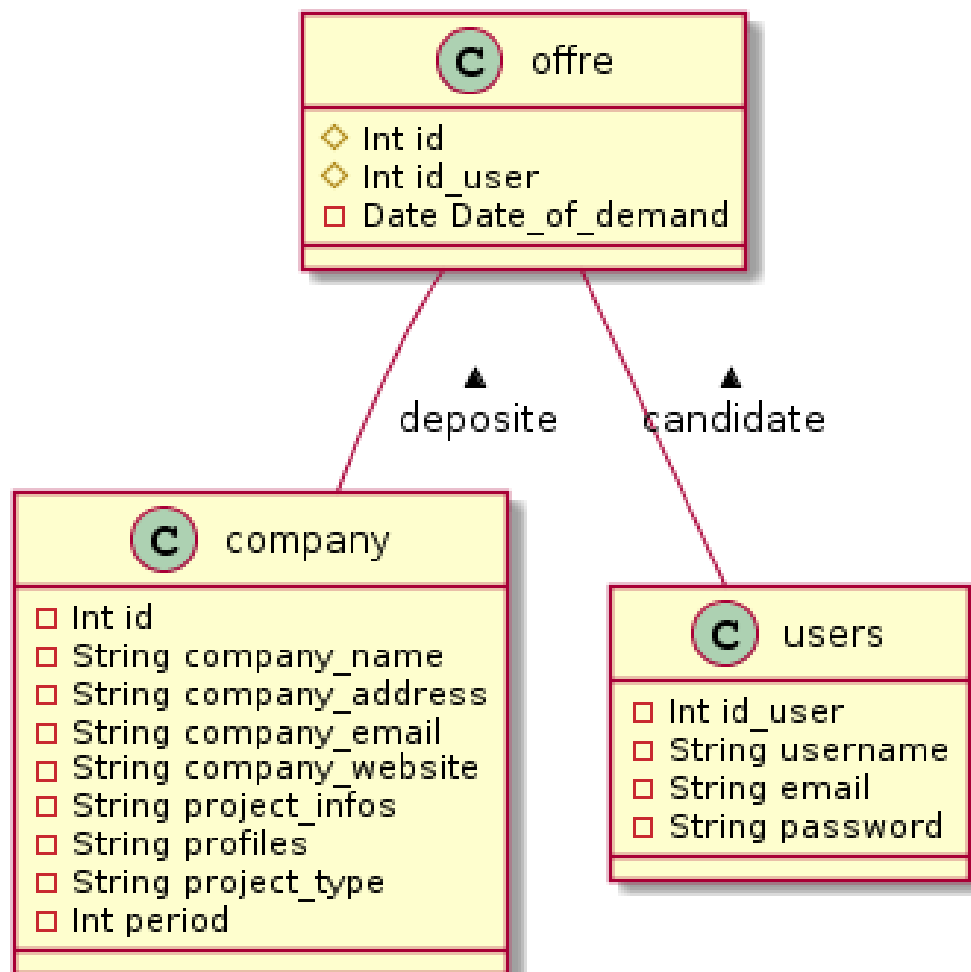 C offre
Int id
Int id_user
Date Date_of_demand
deposite
candidate
C company
Int id
String company_name
String company_address
String company_email
String company_website
String project_infos
String profiles
String project_type
Int period
C users
Int id_user
String username
String email
String password